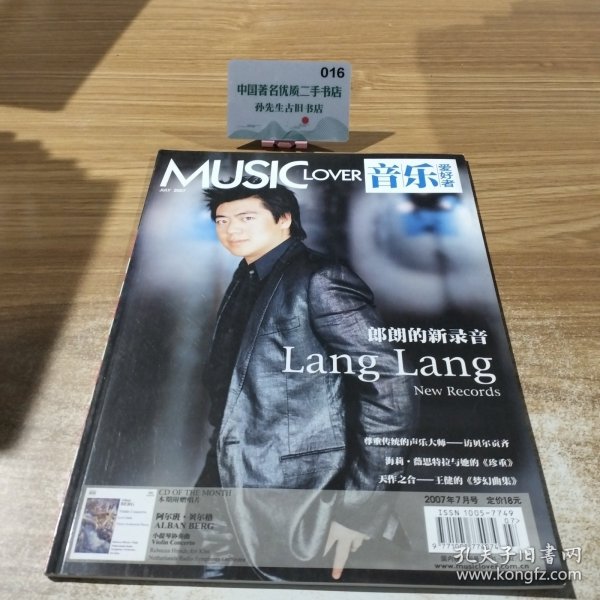 016
中国著名优质二手书店
孙先生古旧书店
MUSIC LOVER 音乐 爱好者
JULY 2007
郎朗的新录音
Lang Lang
New Records
尊重传统的声乐大师——访贝尔贡齐
海莉·薇思特拉与她的《珍重》
天作之合——王健的《梦幻曲集》
CD OF THE MONTH
本期附赠唱片
阿尔班·贝尔格
ALBAN BERG
小提琴协奏曲
Violin Concerto
Netherlands Radio Symphony Orchestra
2007年7月号 定价18元
ISSN 1005-7749
07
www.musiclover.com.cn
孔夫子旧书网
www.kongfz.com